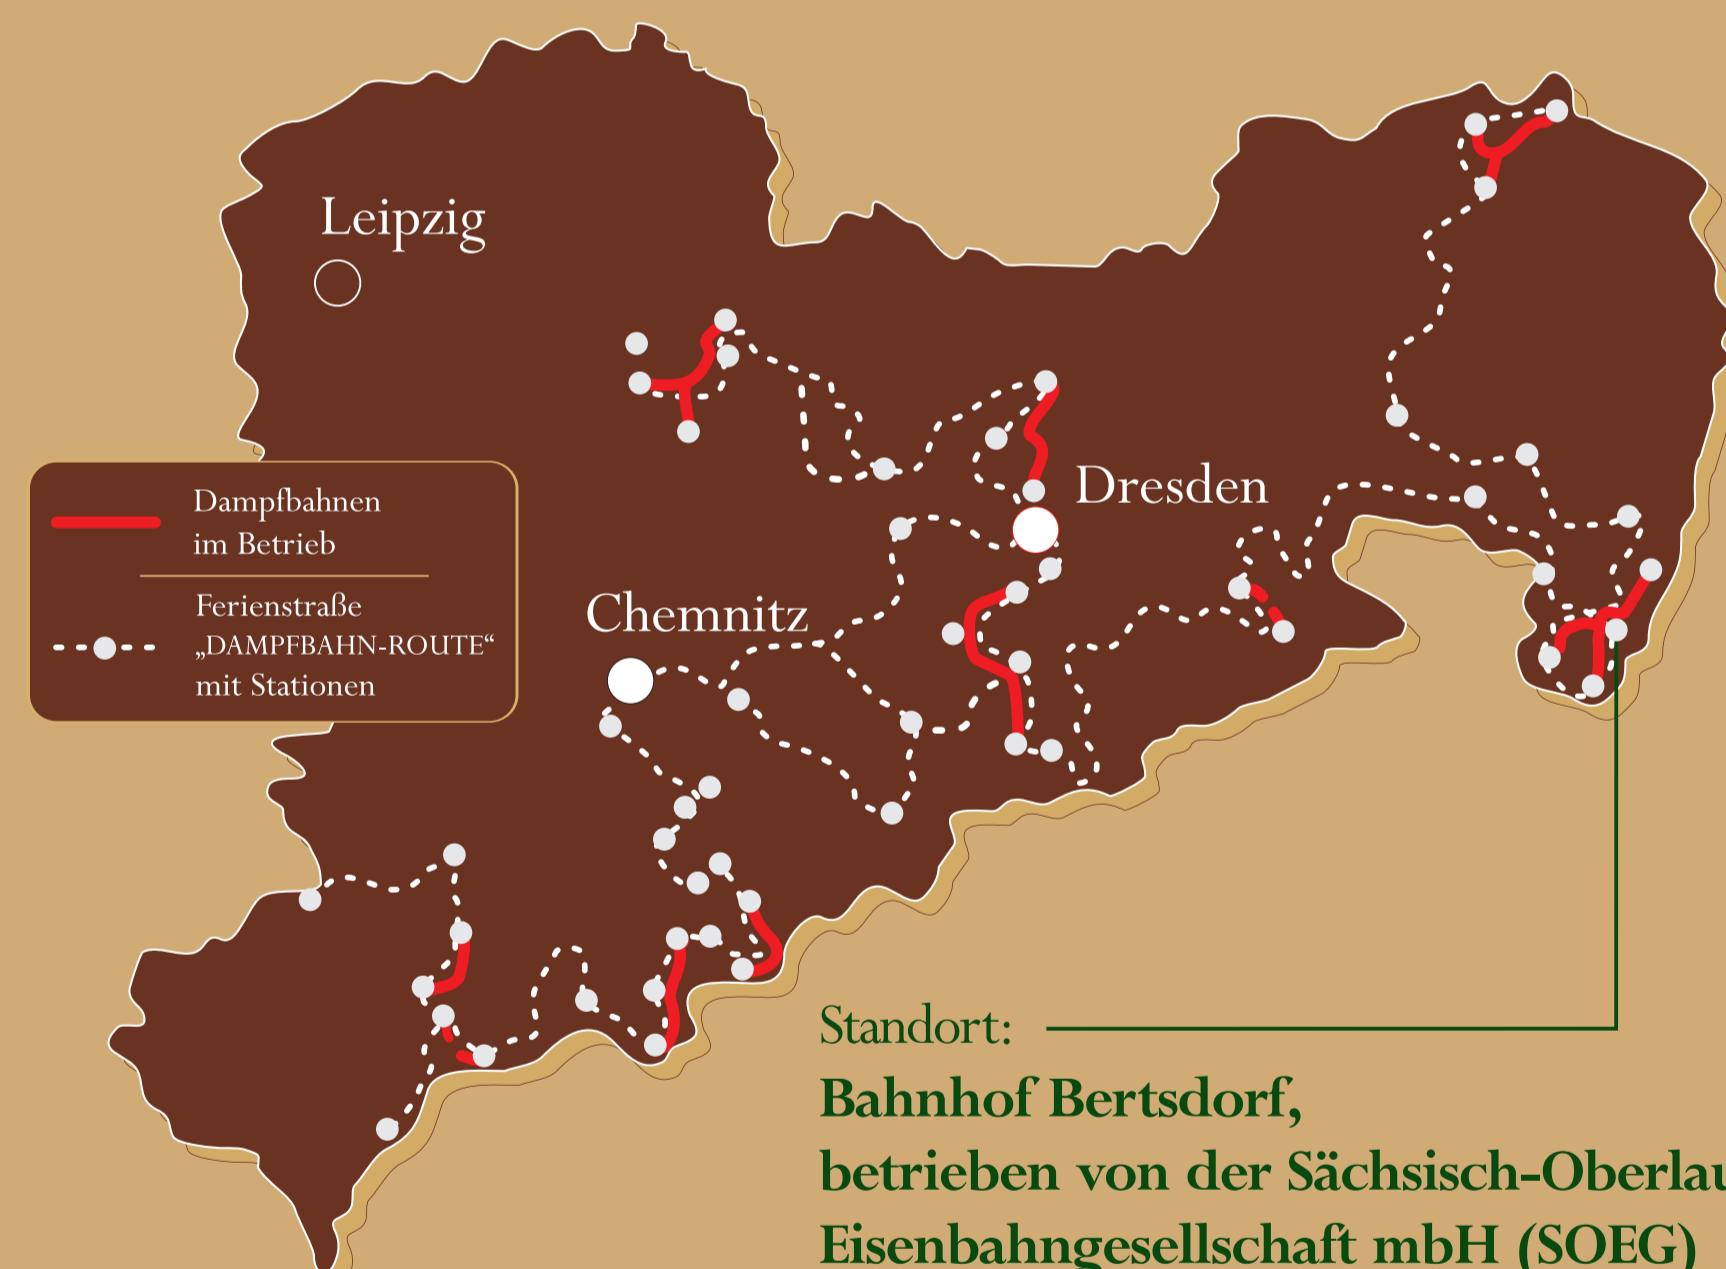 Leipzig
Dresden
Chemnitz
Dampfbahnen
im Betrieb
Ferienstraße
„DAMPFBAHN-ROUTE“
mit Stationen
Standort:
Bahnhof Bertsdorf,
betrieben von der Sächsisch-Oberlau
Eisenbahngesellschaft mbH (SOEG)